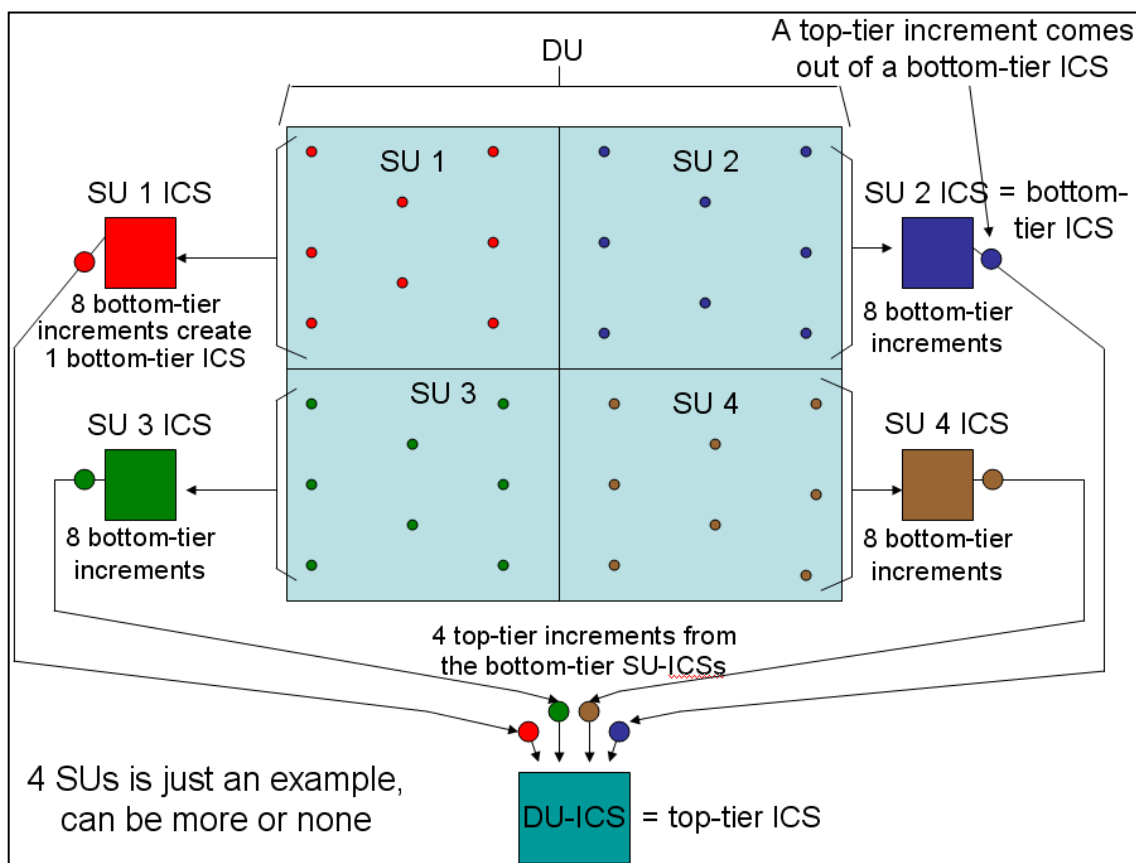 DU
A top-tier increment comes
out of a bottom-tier ICS
SU 1
SU 2
SU 1 ICS
SU 2 ICS = bottom-
tier ICS
8 bottom-tier
increments create
1 bottom-tier ICS
8 bottom-tier
increments
SU 3
SU 4
SU 3 ICS
SU 4 ICS
8 bottom-tier
increments
8 bottom-tier
increments
4 top-tier increments from
the bottom-tier SU-ICSs
4 SUs is just an example,
can be more or none
DU-ICS = top-tier ICS